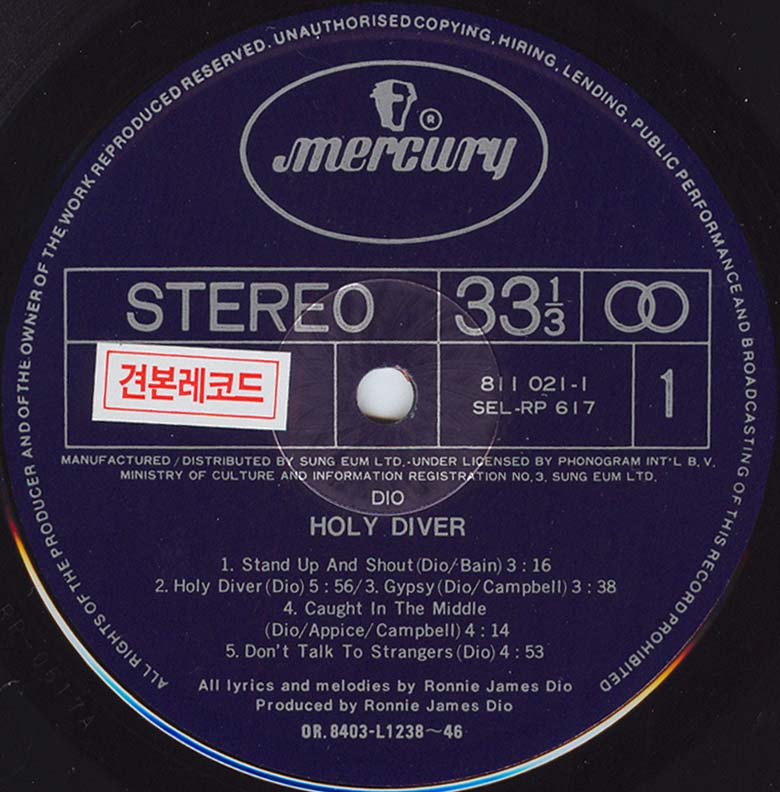 ALL RIGHTS OF THE PRODUCER AND OF THE OWNER OF THE WORK REPRODUCED RESERVED. UNAUTHORISED COPYING, HIRING, LENDING, PUBLIC PERFORMANCE AND BROADCASTING OF THIS RECORD PROHIBITED
®
mercury
STEREO
33 1/3
견본레코드
811 021-1
SEL-RP 617
1
MANUFACTURED/DISTRIBUTED BY SUNG EUM LTD.-UNDER LICENSED BY PHONOGRAM INT'L B.V.
MINISTRY OF CULTURE AND INFORMATION REGISTRATION NO.3. SUNG EUM LTD.
DIO
HOLY DIVER
1. Stand Up And Shout (Dio/Bain) 3 : 16
2. Holy Diver (Dio) 5 : 56/3. Gypsy (Dio/Campbell) 3 : 38
4. Caught In The Middle
(Dio/Appice/Campbell) 4 : 14
5. Don't Talk To Strangers (Dio) 4 : 53
All lyrics and melodies by Ronnie James Dio
Produced by Ronnie James Dio
OR. 8403-L1238~46
RP-0617A